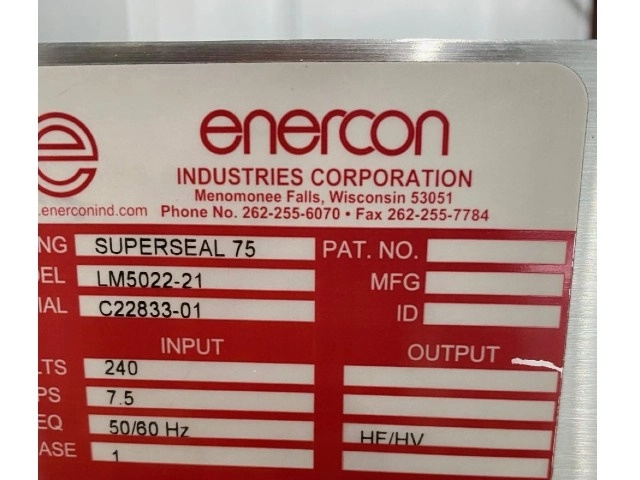 e enercon
INDUSTRIES CORPORATION
Menomonee Falls, Wisconsin 53051
.enerconind.com Phone No. 262-255-6070 • Fax 262-255-7784
NG SUPERSEAL 75 PAT. NO.
DEL LM5022-21 MFG
IAL C22833-01 ID
INPUT OUTPUT
LTS 240
PS 7.5
EQ 50/60 Hz HF/HV
ASE 1